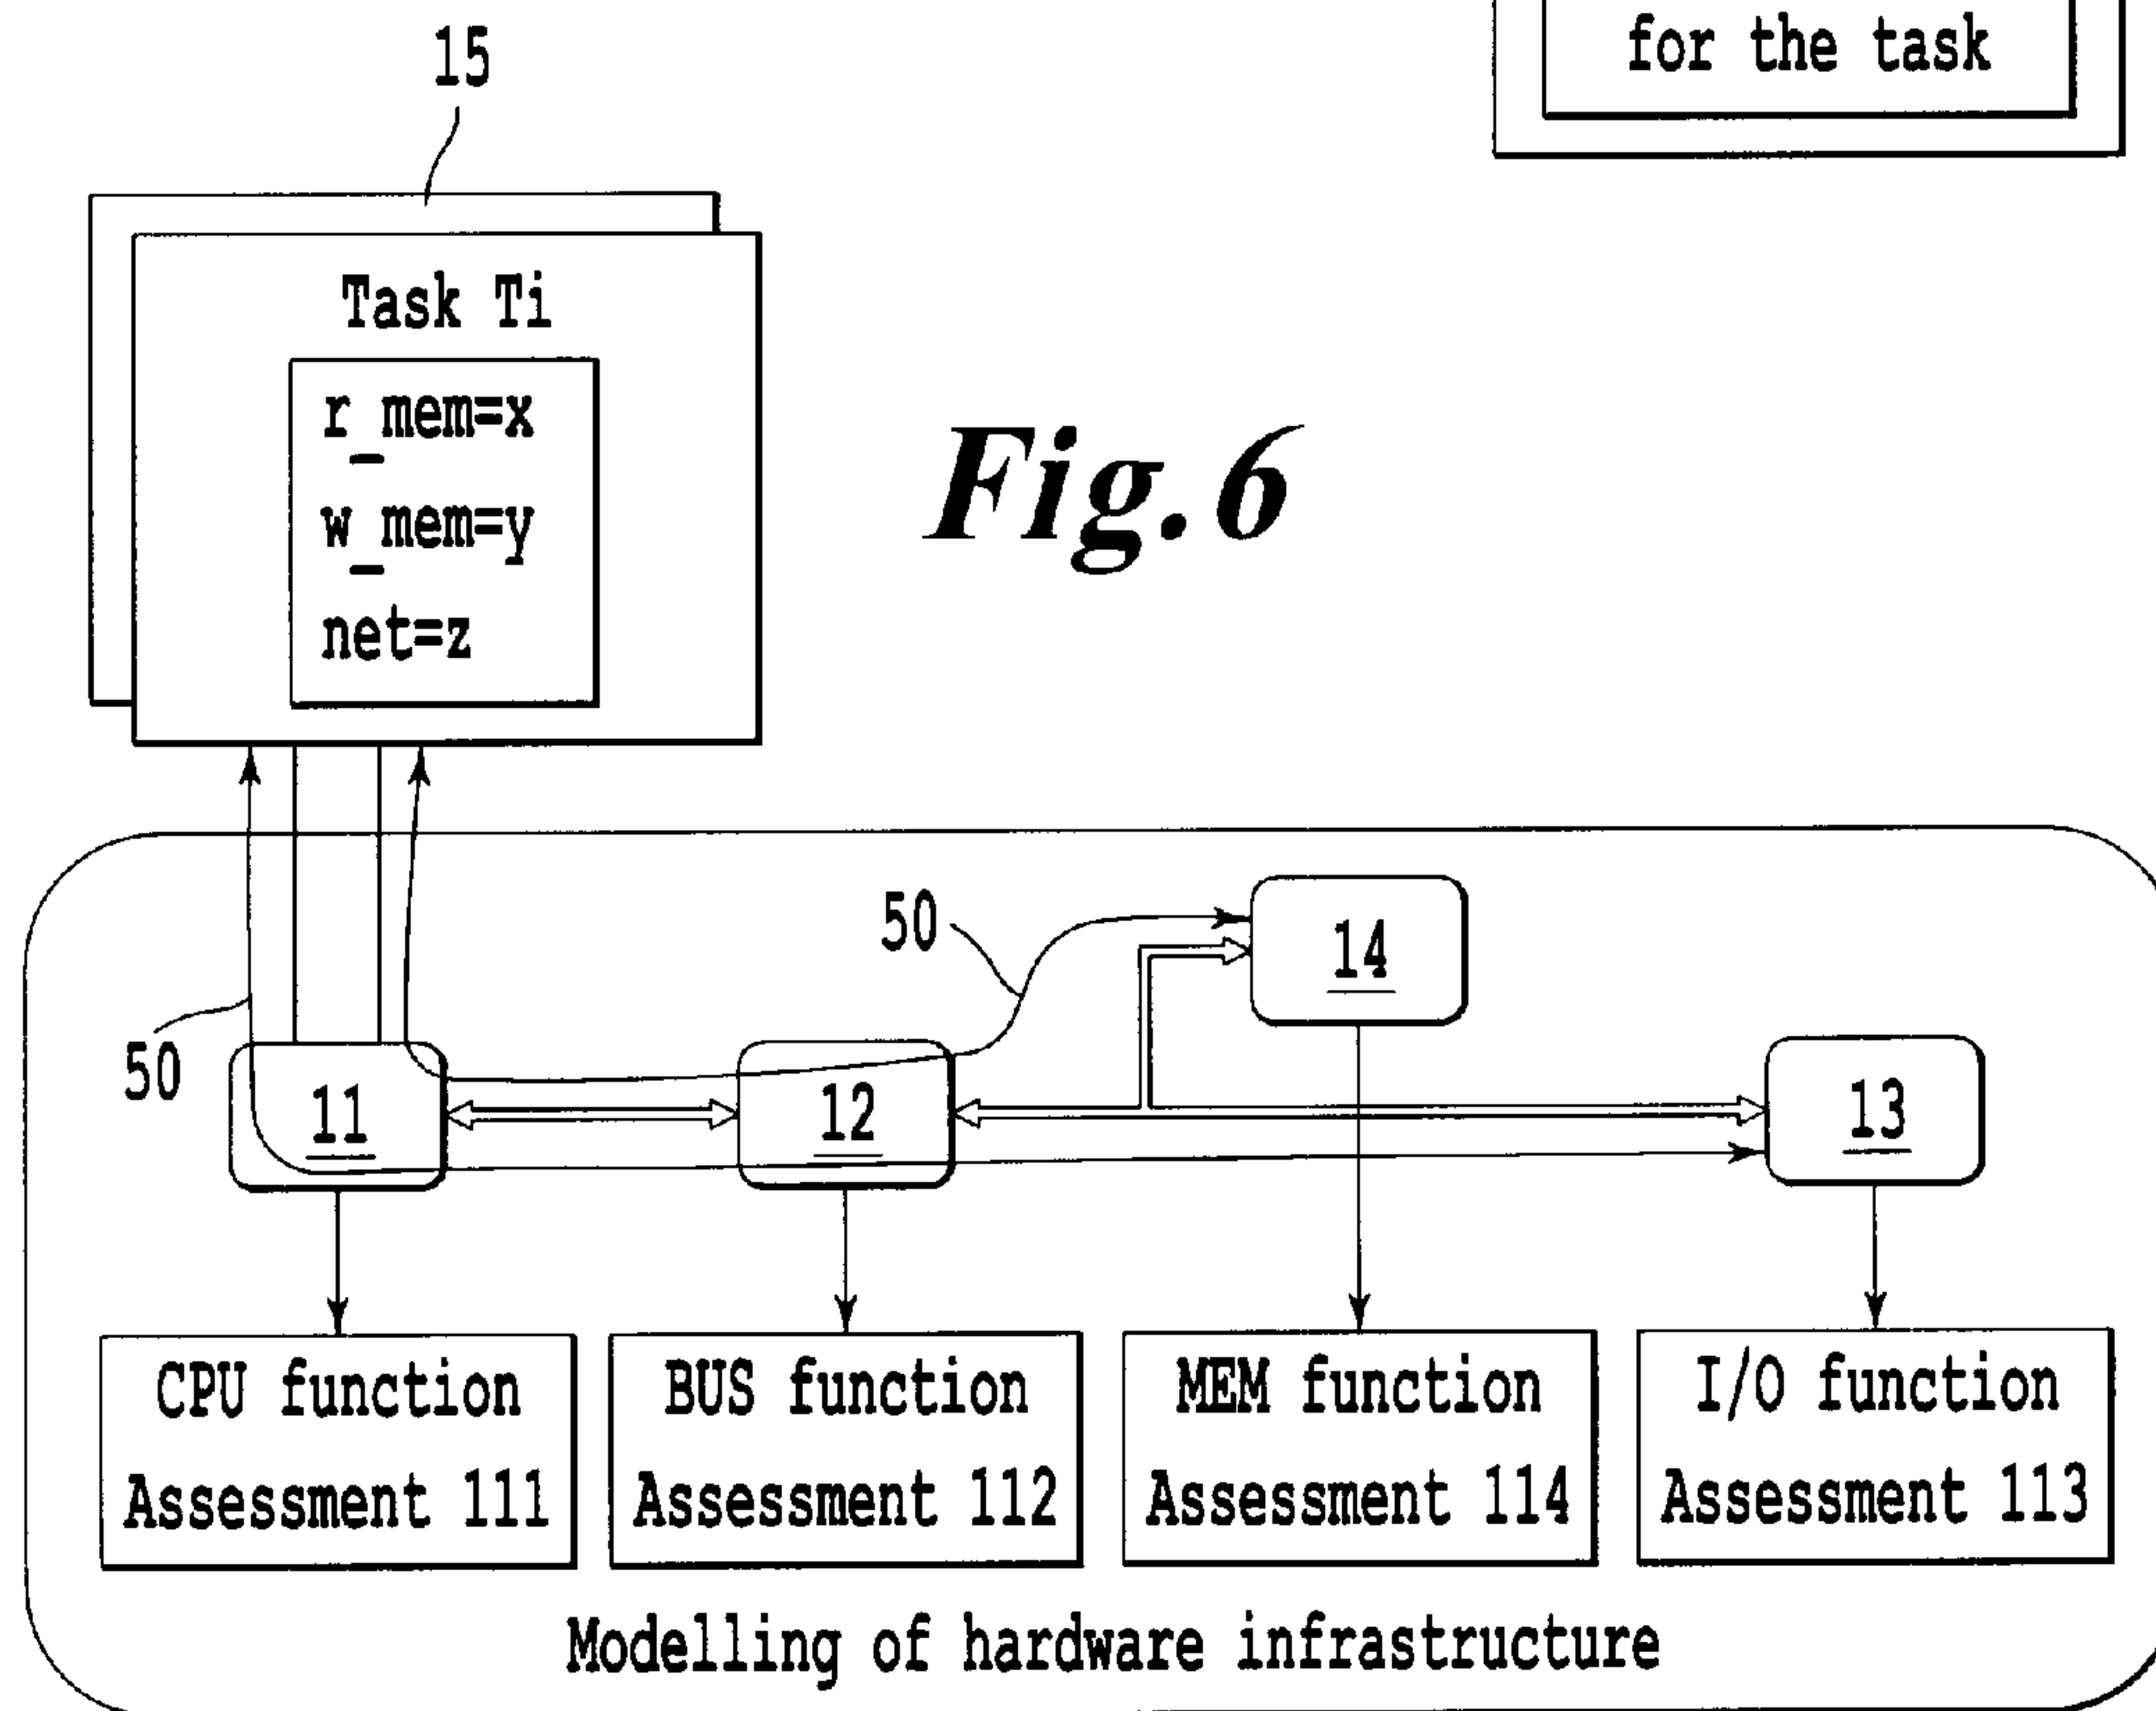 for the task
15
Task Ti
r_mem=x
w_mem=y
net=z
Fig. 6
50
14
50
11
12
13
CPU function
Assessment 111
BUS function
Assessment 112
MEM function
Assessment 114
I/O function
Assessment 113
Modelling of hardware infrastructure